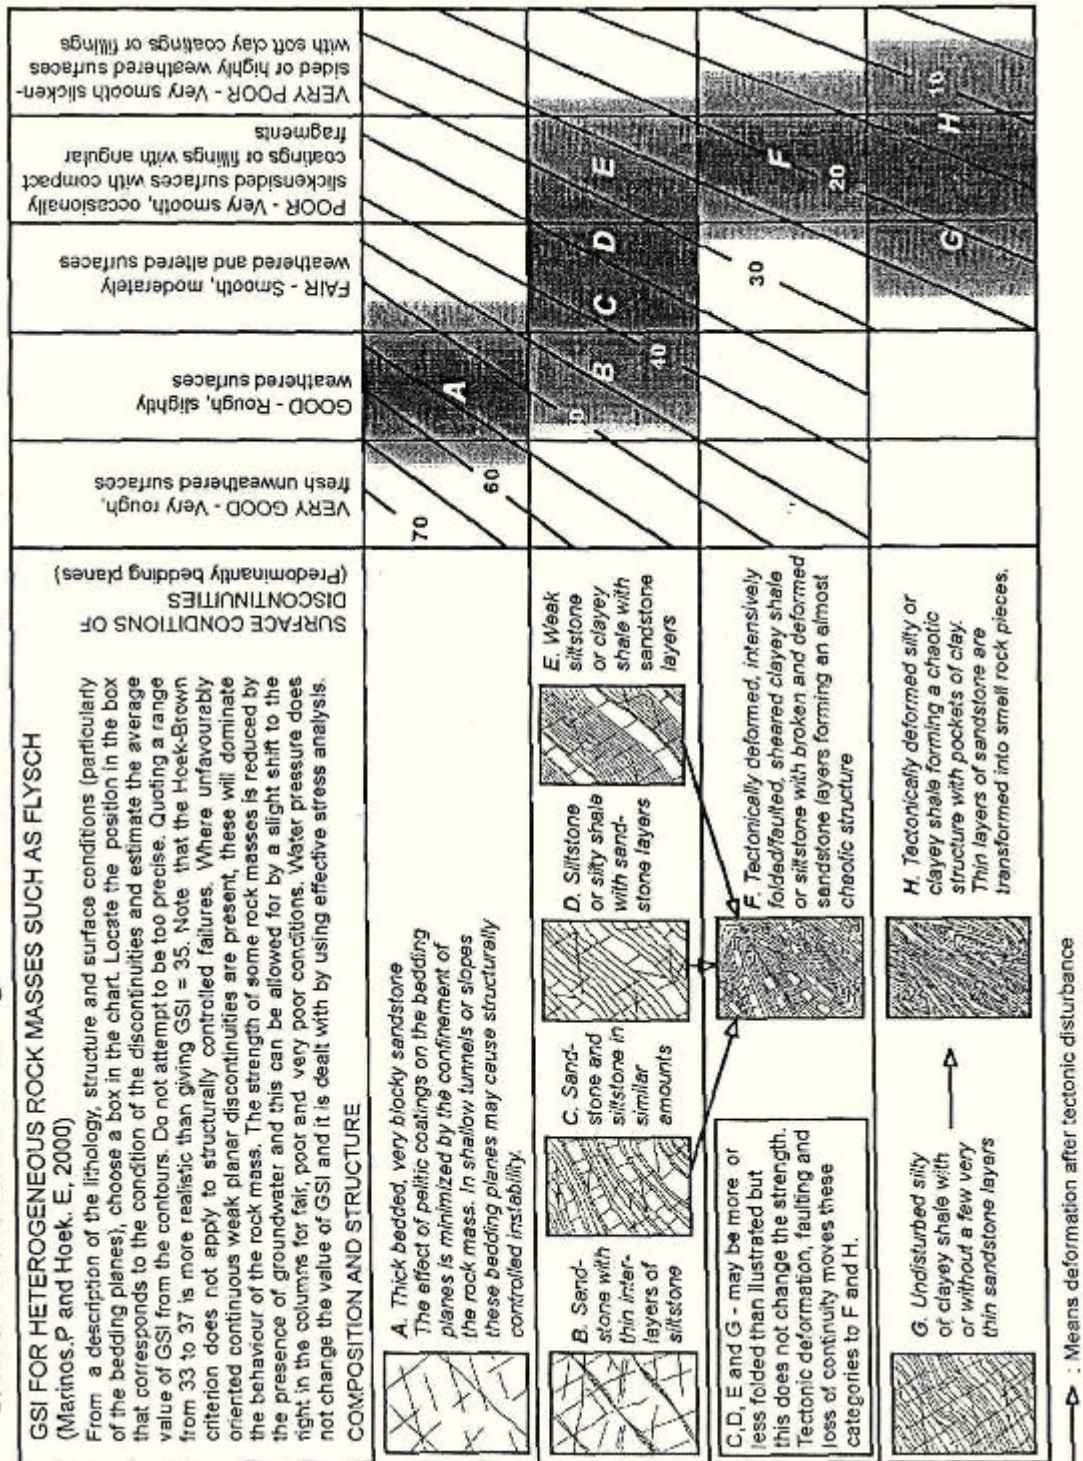 GSI FOR HETEROGENEOUS ROCK MASSES SUCH AS FLYSCH
(Marinos.P and Hoek. E, 2000)
From a description of the lithology, structure and surface conditions (particularly
of the bedding planes), choose a box in the chart. Locate the position in the box
that corresponds to the condition of the discontinuities and estimate the average
value of GSI from the contours. Do not attempt to be too precise. Quoting a range
from 33 to 37 is more realistic than giving GSI = 35. Note that the Hoek-Brown
criterion does not apply to structurally controlled failures. Where unfavourably
oriented continuous weak planar discontinuities are present, these will dominate
the behaviour of the rock mass. The strength of some rock masses is reduced by
the presence of groundwater and this can be allowed for by a slight shift to the
right in the columns for fair, poor and very poor conditions. Water pressure does
not change the value of GSI and it is dealt with by using effective stress analysis.
COMPOSITION AND STRUCTURE
SURFACE CONDITIONS OF
DISCONTINUITIES
(Predominantly bedding planes)
VERY GOOD - Very rough,
fresh unweathered surfaces
GOOD - Rough, slightly
weathered surfaces
FAIR - Smooth, moderately
weathered and altered surfaces
POOR - Very smooth, occasionally
slickensided surfaces with compact
coatings or fillings with angular
fragments
VERY POOR - Very smooth slicken-
sided or highly weathered surfaces
with soft clay coatings or fillings
A. Thick bedded, very blocky sandstone
The effect of pelitic coatings on the bedding
planes is minimized by the confinement of
the rock mass. In shallow tunnels or slopes
these bedding planes may cause structurally
controlled instability.
70
60
A
B. Sand-
stone with
thin inter-
layers of
siltstone
C. Sand-
stone and
siltstone in
similar
amounts
D. Siltstone
or silty shale
with sand-
stone layers
E. Weak
siltstone
or clayey
shale with
sandstone
layers
B
40
C
D
E
C,D, E and G - may be more or
less folded than illustrated but
this does not change the strength.
Tectonic deformation, faulting and
loss of continuity moves these
categories to F and H.
F. Tectonically deformed, intensively
folded/faulted, sheared clayey shale
or siltstone with broken and deformed
sandstone layers forming an almost
chaotic structure
30
F
20
G. Undisturbed silty
or clayey shale with
or without a few very
thin sandstone layers
H. Tectonically deformed silty or
clayey shale forming a chaotic
structure with pockets of clay.
Thin layers of sandstone are
transformed into small rock pieces.
G
H
10
: Means deformation after tectonic disturbance